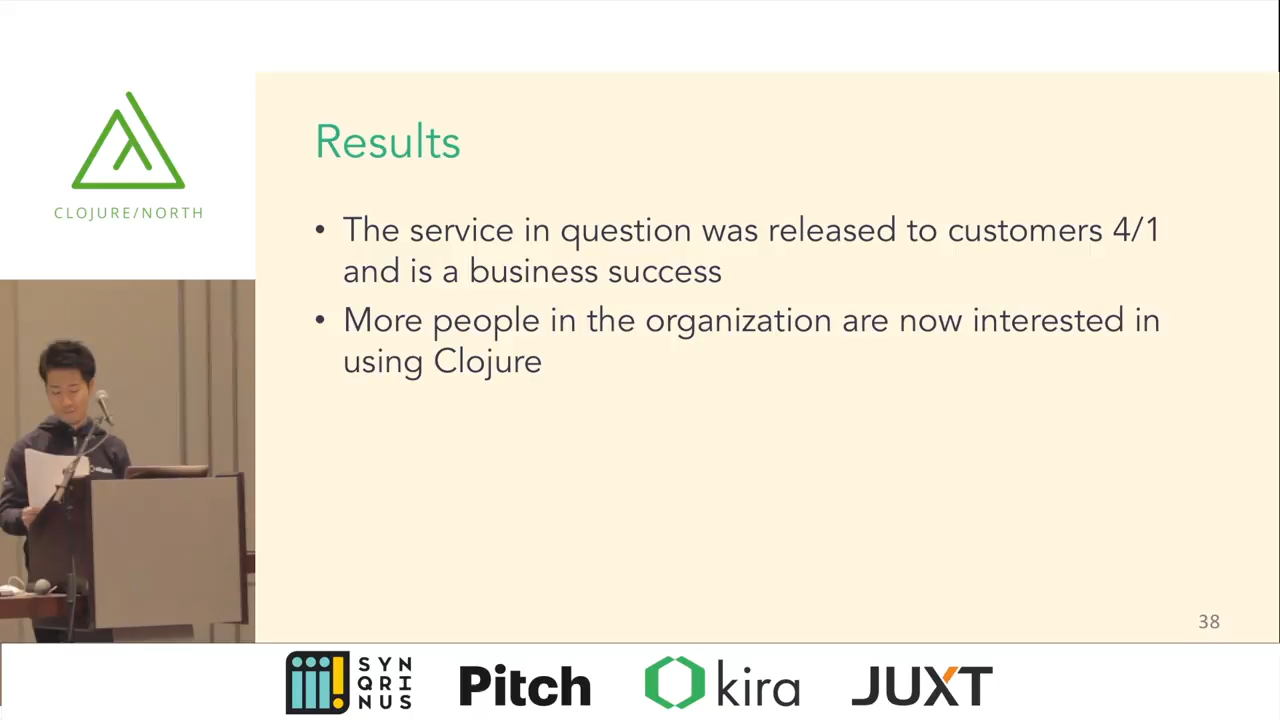 CLOJURE/NORTH
Results
• The service in question was released to customers 4/1
and is a business success
• More people in the organization are now interested in
using Clojure
38
SYN
QRI
NUS
Pitch
kira
JUXT